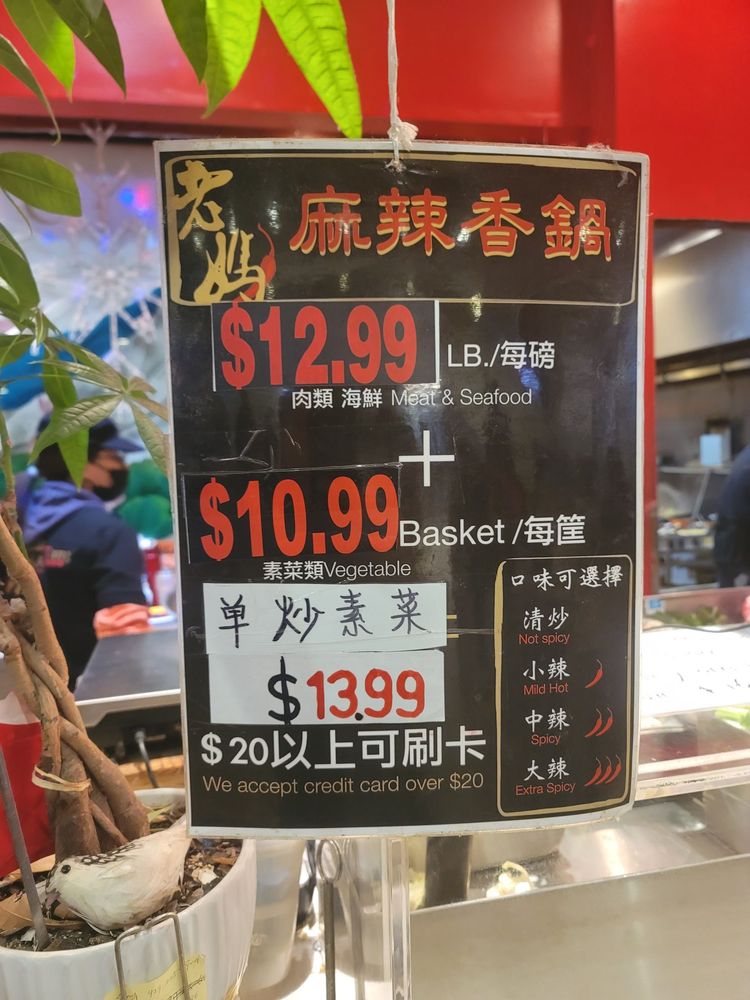 老媽
麻辣香鍋
$12.99 LB./每磅
肉類 海鮮 Meat & Seafood
+
$10.99 Basket /每筐
素菜類Vegetable
单炒素菜
$13.99
$20以上可刷卡
We accept credit card over $20
口味可選擇
清炒
Not spicy
小辣
Mild Hot
中辣
Spicy
大辣
Extra Spicy